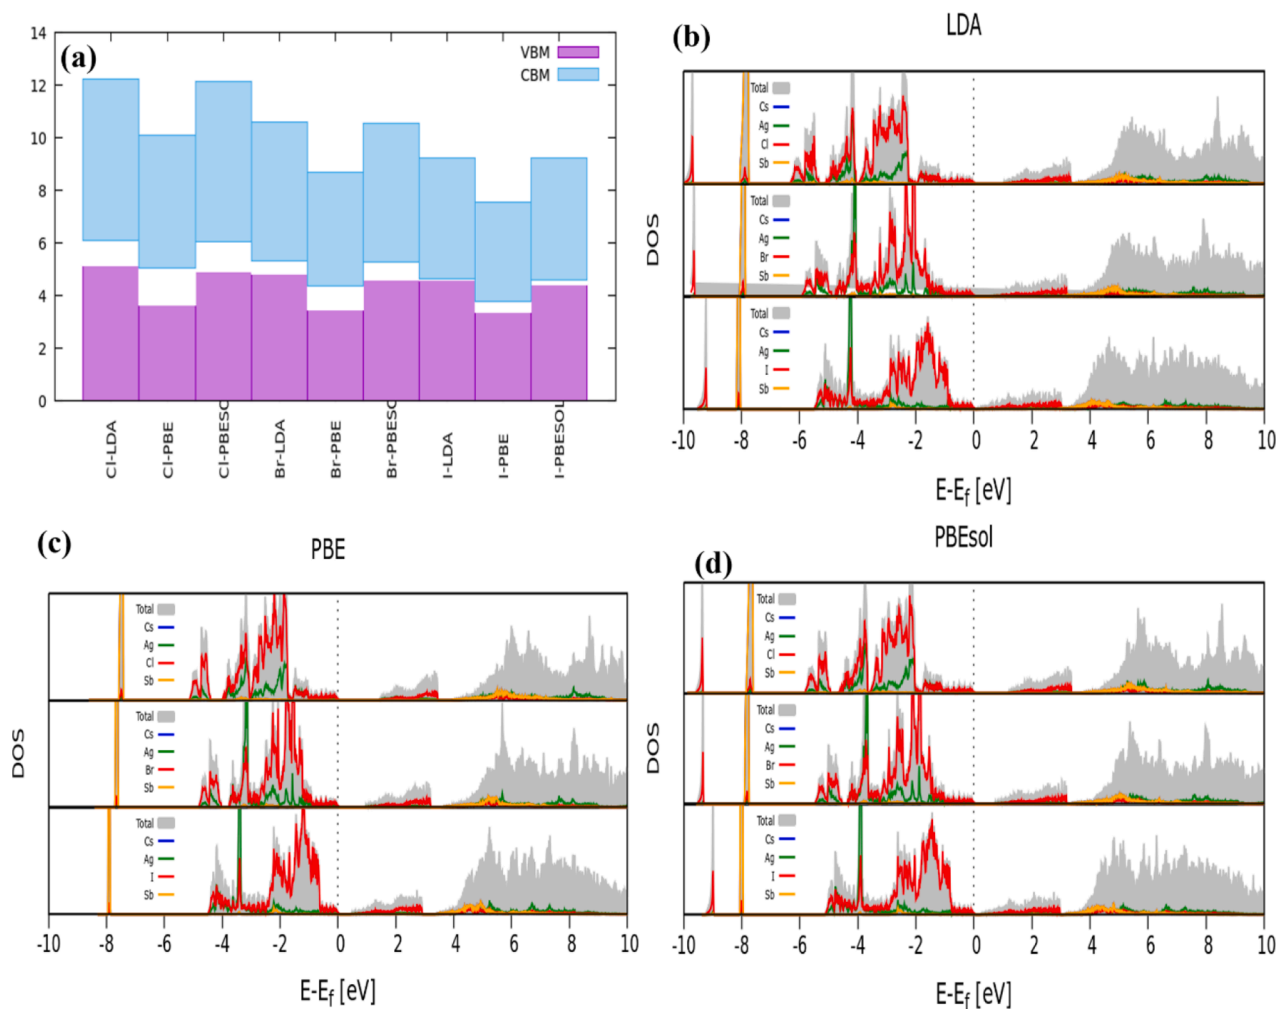 (a)
VBM
CBM
14
12
10
8
6
4
2
0
Cl-LDA
Cl-PBE
Cl-PBESO
Br-LDA
Br-PBE
Br-PBESO
I-LDA
I-PBE
I-PBESOL
(b)
LDA
DOS
Total
Cs
Ag
Cl
Sb
Total
Cs
Ag
Br
Sb
Total
Cs
Ag
I
Sb
-10 -8 -6 -4 -2 0 2 4 6 8 10
E-Ef [eV]
(c)
PBE
DOS
Total
Cs
Ag
Cl
Sb
Total
Cs
Ag
Br
Sb
Total
Cs
Ag
I
Sb
-10 -8 -6 -4 -2 0 2 4 6 8 10
E-Ef [eV]
(d)
PBEsol
DOS
Total
Cs
Ag
Cl
Sb
Total
Cs
Ag
Br
Sb
Total
Cs
Ag
I
Sb
-10 -8 -6 -4 -2 0 2 4 6 8 10
E-Ef [eV]